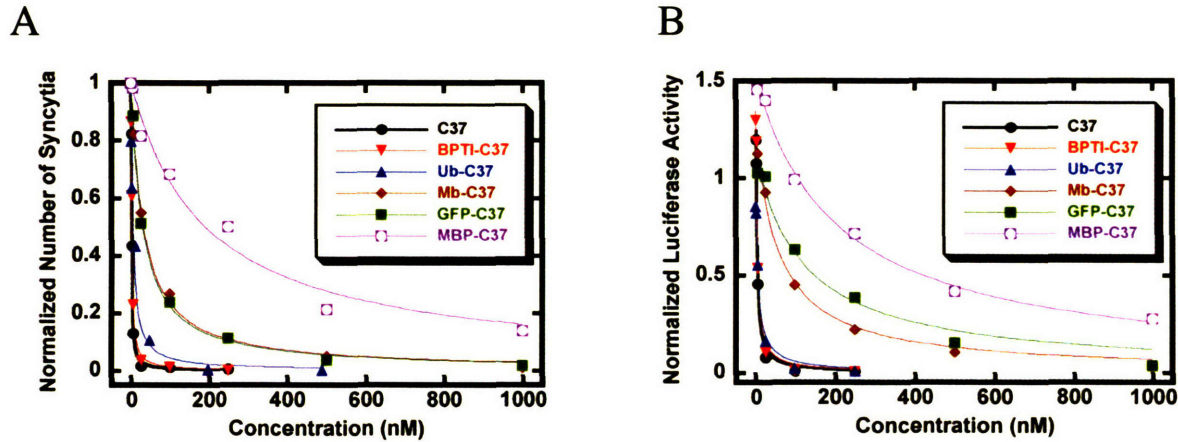 A
Normalized Number of Syncytia
1
0.8
0.6
0.4
0.2
0
0 200 400 600 800 1000
Concentration (nM)
C37
BPTI-C37
Ub-C37
Mb-C37
GFP-C37
MBP-C37
B
Normalized Luciferase Activity
1.5
1
0.5
0
0 200 400 600 800 1000
Concentration (nM)
C37
BPTI-C37
Ub-C37
Mb-C37
GFP-C37
MBP-C37